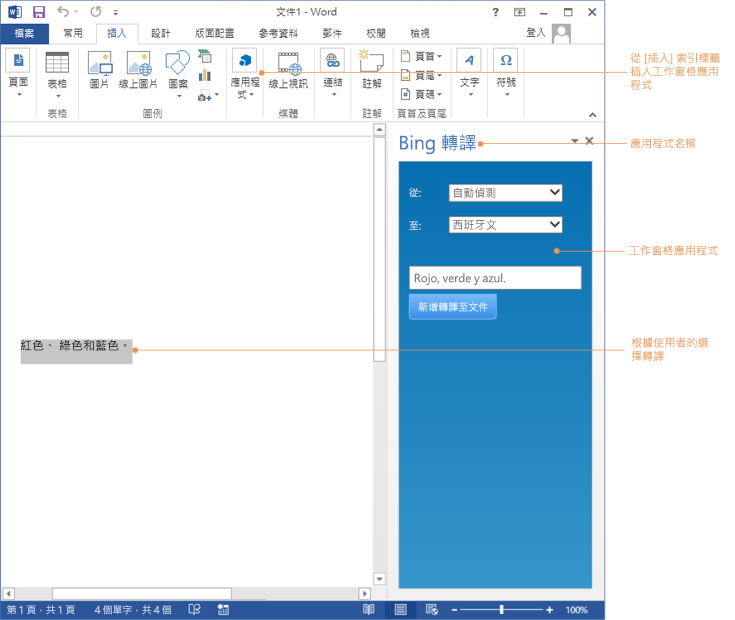 文件1 - Word
?
檔案 常用 插入 設計 版面配置 參考資料 郵件 校閱 檢視 登入
頁面
表格
圖片
線上圖片
圖案
應用程
式
線上視訊
連結
註解
頁首
頁尾
頁碼
文字
符號
表格 圖例 媒體 註解 頁首及頁尾
從 [插入] 索引標籤
插入工作窗格應用
程式
Bing 轉譯
應用程式名稱
從: 自動偵測
至: 西班牙文
工作窗格應用程式
Rojo, verde y azul.
新增轉譯至文件
紅色、 綠色和藍色。
根據使用者的選
擇轉譯
第 1 頁，共 1 頁 4 個單字，共 4 個 100%